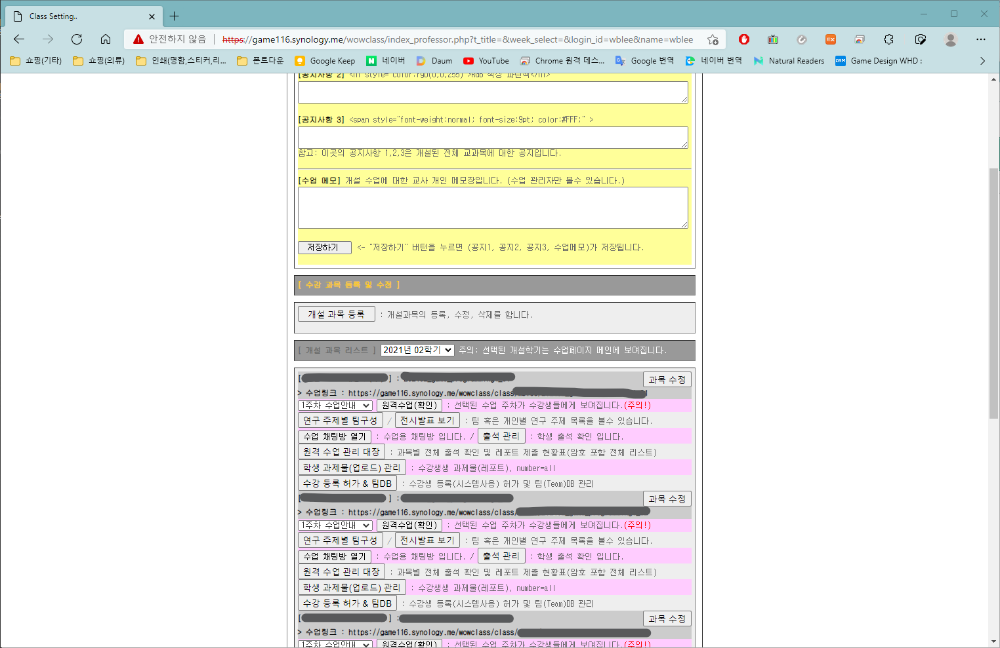 Class Setting..
안전하지 않음 https://game116.synology.me/wowclass/index_professor.php?t_title=&week_select=&login_id=wblee&name=wblee
쇼핑(기타) 쇼핑(의류) 인쇄(명함,스티커,리... 폰트다운 Google Keep 네이버 Daum YouTube Chrome 원격 데스... Google 번역 네이버 번역 Natural Readers Game Design WHD :
[공지사항 2] <hl style="color:rgb(0,0,255)">RGB 색상 파란색</hl>
[공지사항 3] <span style="font-weight:normal; font-size:9pt; color:#FFF;" >
참고: 이곳의 공지사항 1,2,3은 개설된 전체 교과목에 대한 공지입니다.
[수업 메모] 개설 수업에 대한 교사 개인 메모장입니다. (수업 관리자만 볼수 있습니다.)
저장하기 <- "저장하기" 버턴을 누르면 (공지1, 공지2, 공지3, 수업메모)가 저장됩니다.
[ 수강 과목 등록 및 수정 ]
개설 과목 등록 : 개설과목의 등록, 수정, 삭제를 합니다.
[ 개설 과목 리스트 ] 2021년 02학기 주의: 선택된 개설학기는 수업페이지 메인에 보여집니다.
[ ] : 과목 수정
> 수업링크 : https://game116.synology.me/wowclass/class/
1주차 수업안내 원격수업(확인) : 선택된 수업 주차가 수강생들에게 보여집니다.(주의!)
연구 주제별 팀구성 / 전시발표 보기 : 팀 혹은 개인별 연구 주제 목록을 볼수 있습니다.
수업 채팅방 열기 : 수업용 채팅방 입니다. / 출석 관리 : 학생 출석 확인 입니다.
원격 수업 관리 대장 : 과목별 전체 출석 확인 및 레포트 제출 현황표(암호 포함 전체 리스트)
학생 과제물(업로드) 관리 : 수강생생 과제물(레포트), number=all
수강 등록 허가 & 팀DB : 수강생 등록(시스템사용) 허가 및 팀(Team)DB 관리
[ ] : 과목 수정
> 수업링크 : https://game116.synology.me/wowclass/class/
1주차 수업안내 원격수업(확인) : 선택된 수업 주차가 수강생들에게 보여집니다.(주의!)
연구 주제별 팀구성 / 전시발표 보기 : 팀 혹은 개인별 연구 주제 목록을 볼수 있습니다.
수업 채팅방 열기 : 수업용 채팅방 입니다. / 출석 관리 : 학생 출석 확인 입니다.
원격 수업 관리 대장 : 과목별 전체 출석 확인 및 레포트 제출 현황표(암호 포함 전체 리스트)
학생 과제물(업로드) 관리 : 수강생생 과제물(레포트), number=all
수강 등록 허가 & 팀DB : 수강생 등록(시스템사용) 허가 및 팀(Team)DB 관리
[ ] : 과목 수정
> 수업링크 : https://game116.synology.me/wowclass/class/
1주차 수업안내 원격수업(확인) : 선택된 수업 주차가 수강생들에게 보여집니다.(주의!)